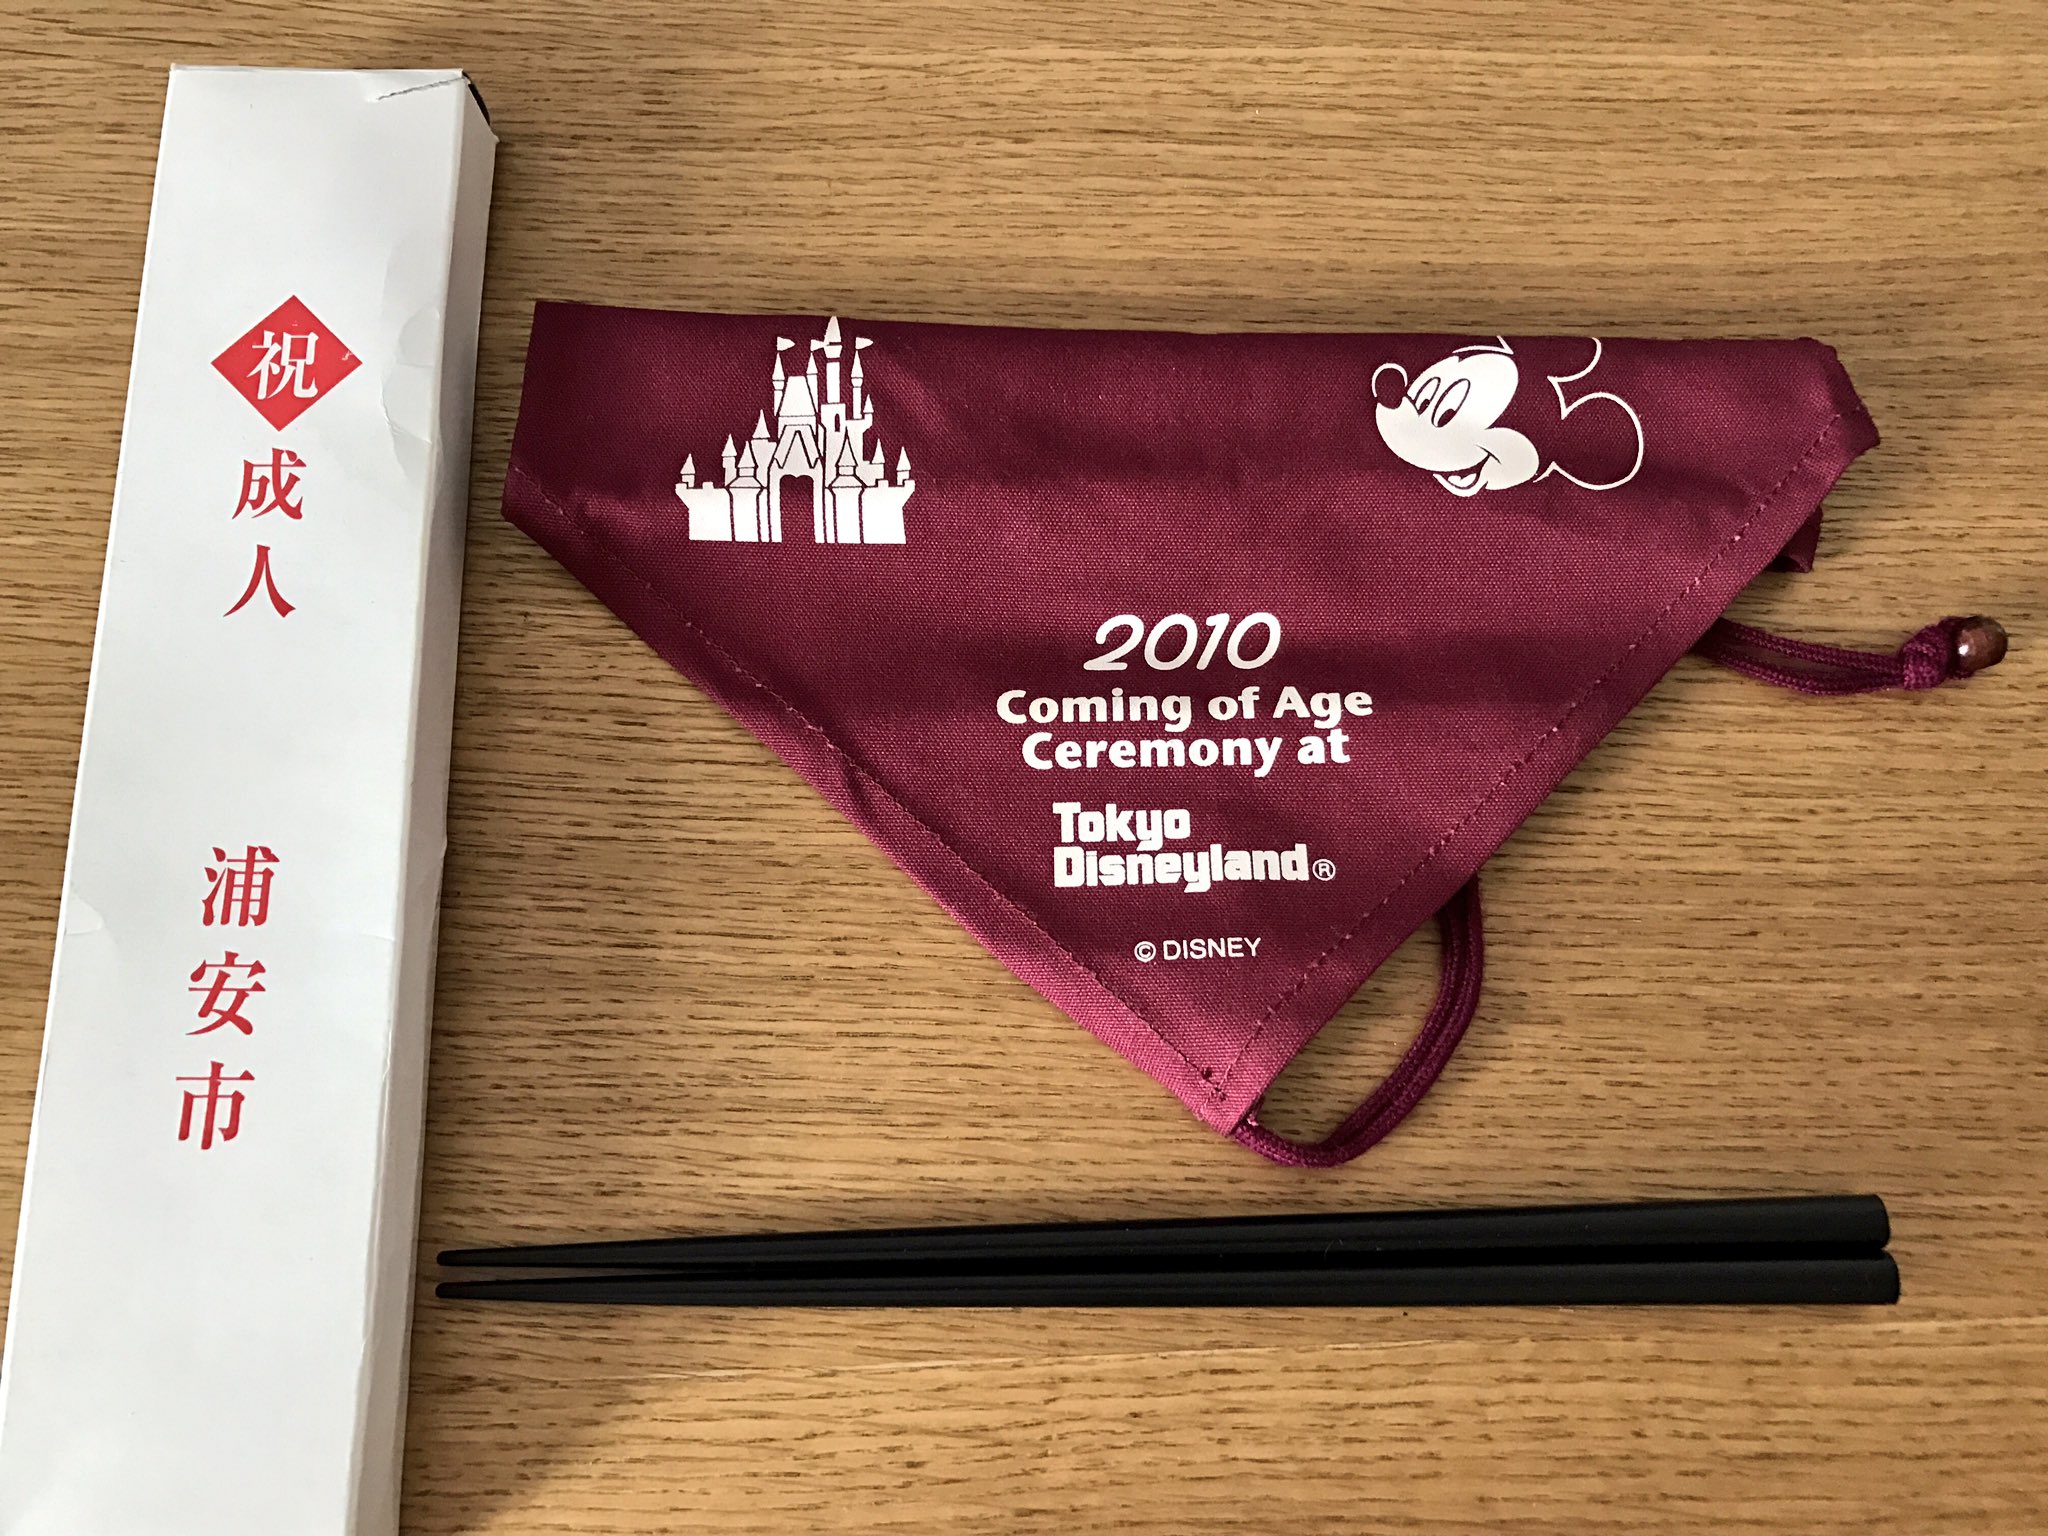 祝成人
浦安市
2010
Coming of Age
Ceremony at
Tokyo
Disneyland®
© DISNEY